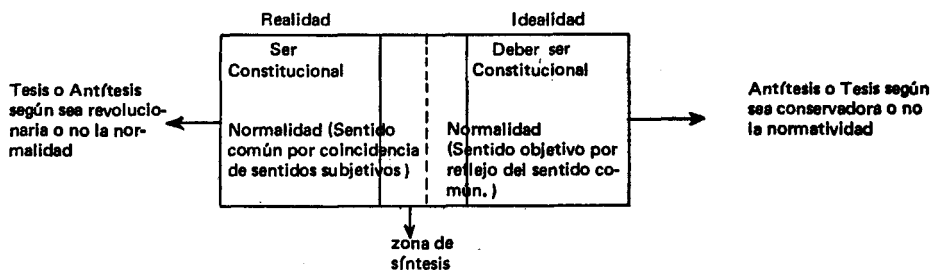 Realidad
Idealidad
Ser
Constitucional
Deber ser
Constitucional
Tesis o Antítesis
según sea revolucio-
naria o no la nor-
malidad
Normalidad (Sentido
común por coincidencia
de sentidos subjetivos)
Normalidad
(Sentido objetivo por
reflejo del sentido co-
mún.)
Antítesis o Tesis según
sea conservadora o no
la normatividad
zona de
síntesis